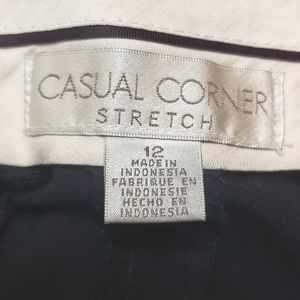 CASUAL CORNER
STRETCH
12
MADE IN
INDONESIA
FABRIQUE EN
INDONESIE
HECHO EN
INDONESIA